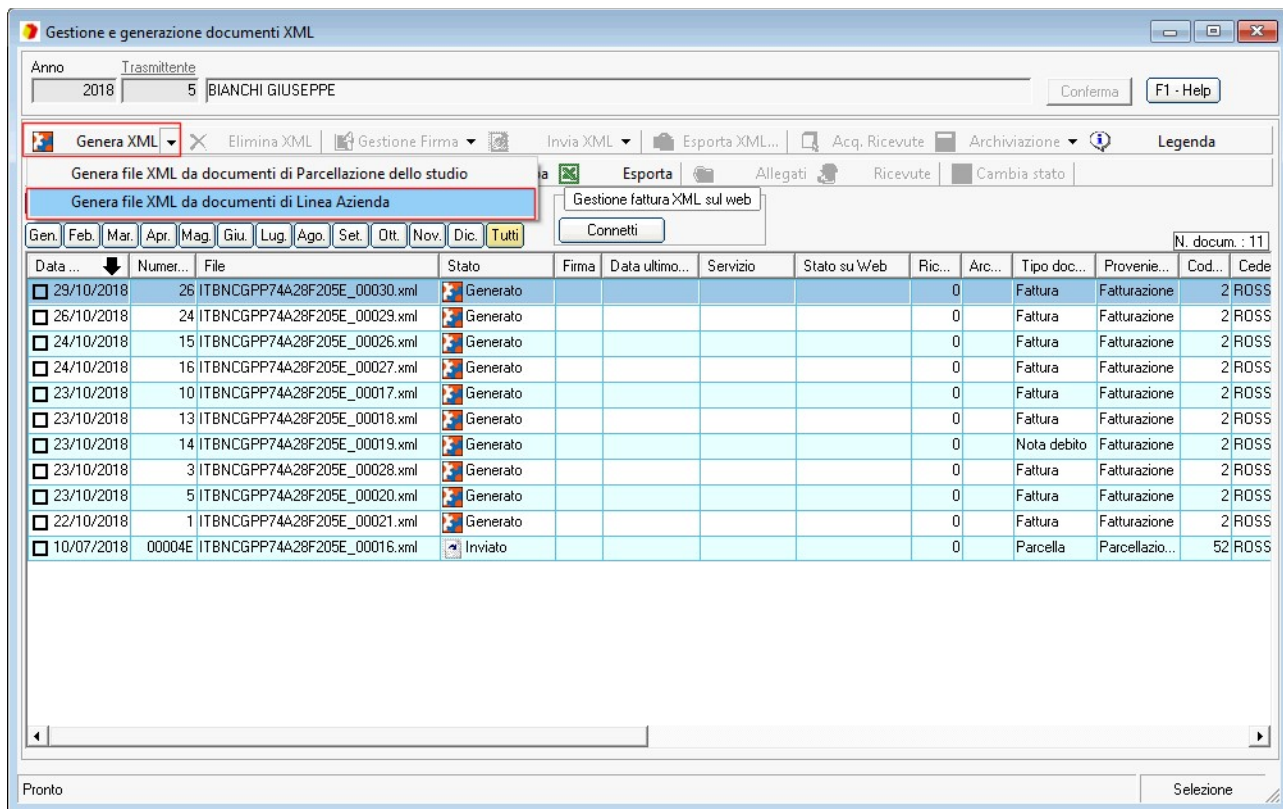 Gestione e generazione documenti XML
Anno Trasmittente
2018 5 BIANCHI GIUSEPPE Conferma F1 - Help
Genera XML Elimina XML Gestione Firma Invia XML Esporta XML... Acq. Ricevute Archiviazione Legenda
Genera file XML da documenti di Parcellazione dello studio
Esporta Allegati Ricevute Cambia stato
Genera file XML da documenti di Linea Azienda
Gestione fattura XML sul web
Gen. Feb. Mar. Apr. Mag. Giu. Lug. Ago. Set. Ott. Nov. Dic. Tutti Connetti
N. docum. : 11
Data ... Numer... File Stato Firma Data ultimo... Servizio Stato su Web Ric... Arc... Tipo doc... Provenie... Cod... Cede
29/10/2018 26 ITBNCGPP74A28F205E_00030.xml Generato 0 Fattura Fatturazione 2 ROSS
26/10/2018 24 ITBNCGPP74A28F205E_00029.xml Generato 0 Fattura Fatturazione 2 ROSS
24/10/2018 15 ITBNCGPP74A28F205E_00026.xml Generato 0 Fattura Fatturazione 2 ROSS
24/10/2018 16 ITBNCGPP74A28F205E_00027.xml Generato 0 Fattura Fatturazione 2 ROSS
23/10/2018 10 ITBNCGPP74A28F205E_00017.xml Generato 0 Fattura Fatturazione 2 ROSS
23/10/2018 13 ITBNCGPP74A28F205E_00018.xml Generato 0 Fattura Fatturazione 2 ROSS
23/10/2018 14 ITBNCGPP74A28F205E_00019.xml Generato 0 Nota debito Fatturazione 2 ROSS
23/10/2018 3 ITBNCGPP74A28F205E_00028.xml Generato 0 Fattura Fatturazione 2 ROSS
23/10/2018 5 ITBNCGPP74A28F205E_00020.xml Generato 0 Fattura Fatturazione 2 ROSS
22/10/2018 1 ITBNCGPP74A28F205E_00021.xml Generato 0 Fattura Fatturazione 2 ROSS
10/07/2018 00004E ITBNCGPP74A28F205E_00016.xml Inviato 0 Parcella Parcellazio... 52 ROSS
Pronto Selezione